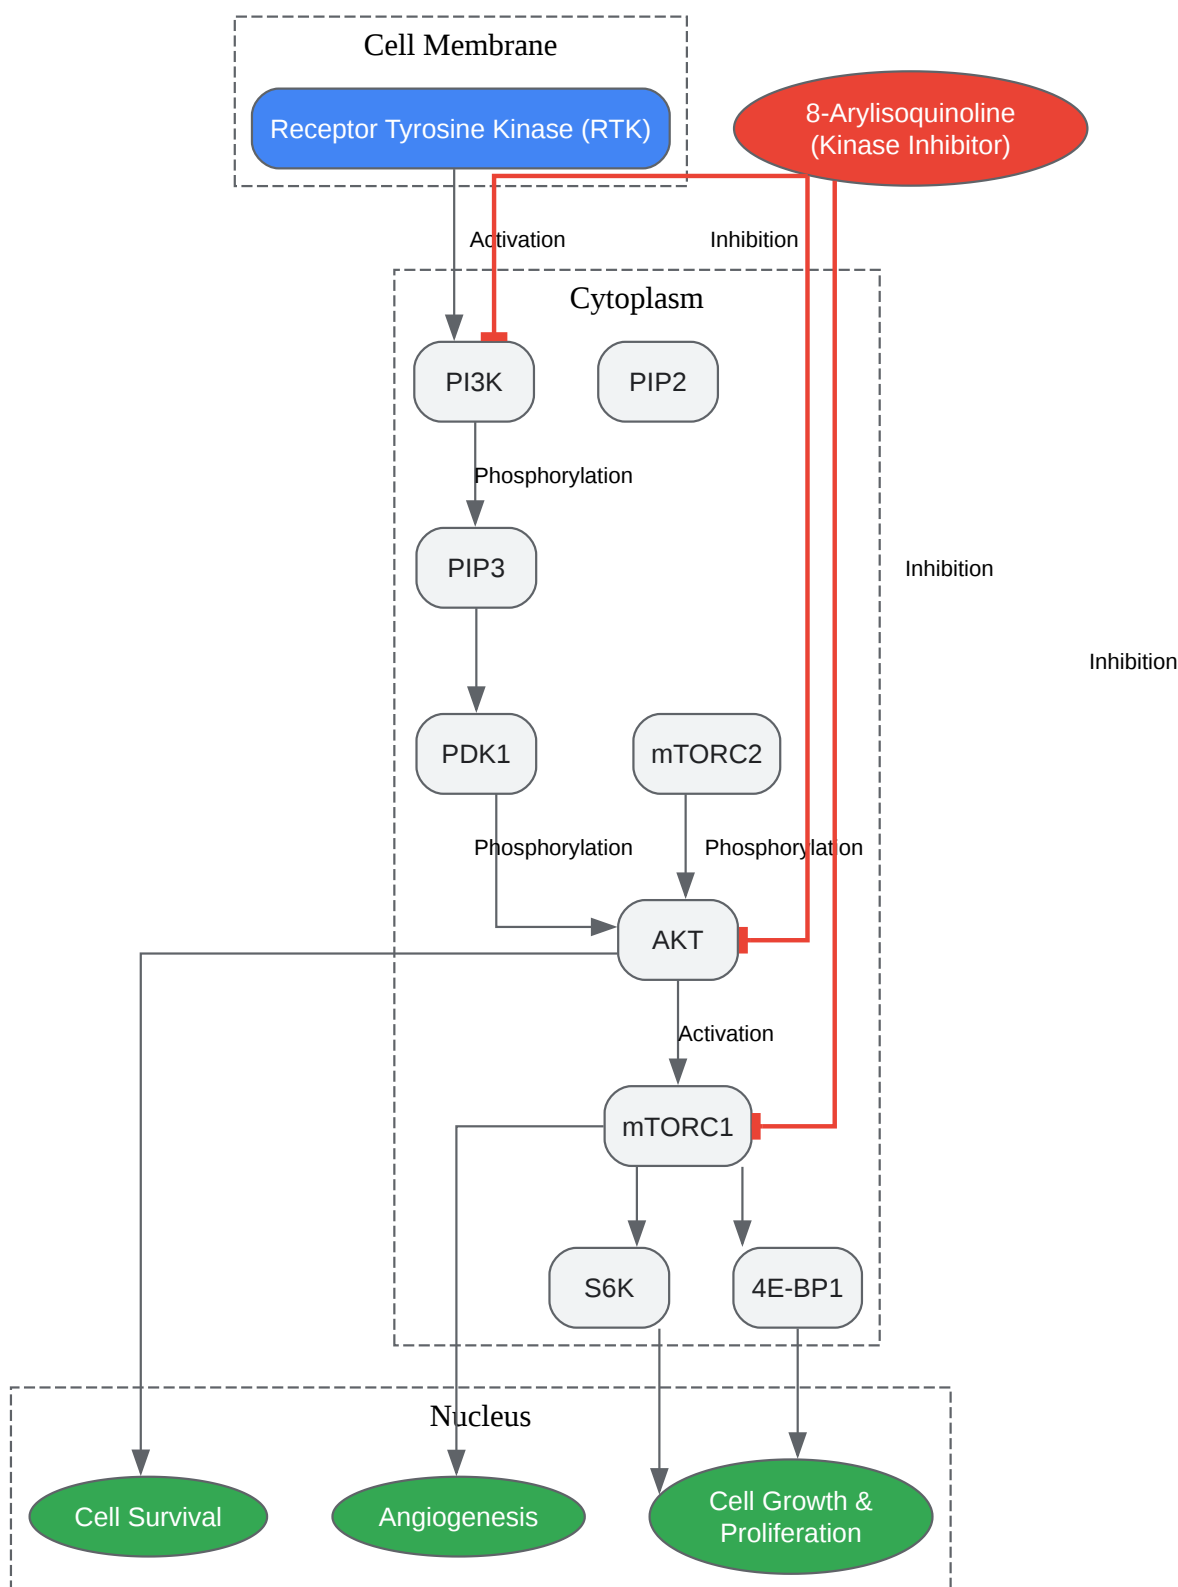 Cell Membrane
Receptor Tyrosine Kinase (RTK)
8-Arylisoquinoline
(Kinase Inhibitor)
Activation
Inhibition
Cytoplasm
PI3K
PIP2
Phosphorylation
PIP3
Inhibition
Inhibition
PDK1
mTORC2
Phosphorylation
Phosphorylation
AKT
Activation
mTORC1
S6K
4E-BP1
Nucleus
Cell Survival
Angiogenesis
Cell Growth &
Proliferation